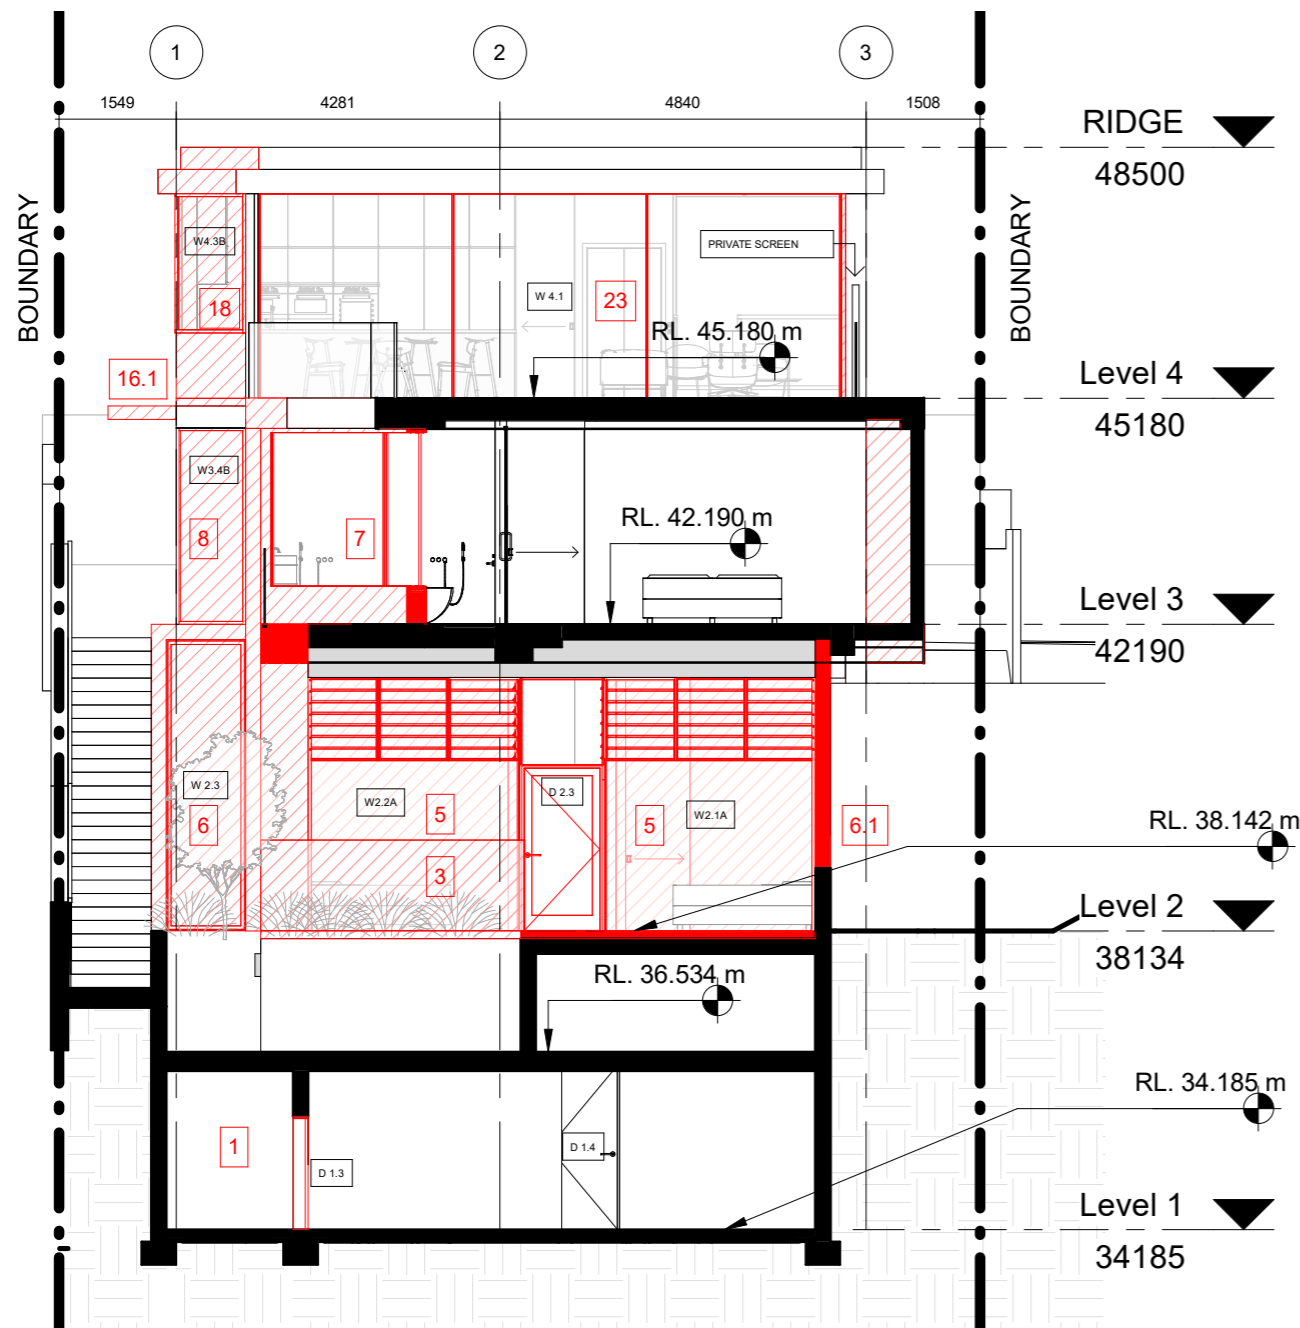 1
2
3
1549
4281
4840
1508
RIDGE
48500
BOUNDARY
BOUNDARY
W4.3B
PRIVATE SCREEN
18
W 4.1
23
RL. 45.180 m
16.1
Level 4
45180
W3.4B
8
7
RL. 42.190 m
Level 3
42190
W 2.3
6
W2.2A
5
D 2.3
5
W2.1A
6.1
RL. 38.142 m
3
Level 2
38134
RL. 36.534 m
RL. 34.185 m
1
D 1.3
D 1.4
Level 1
34185